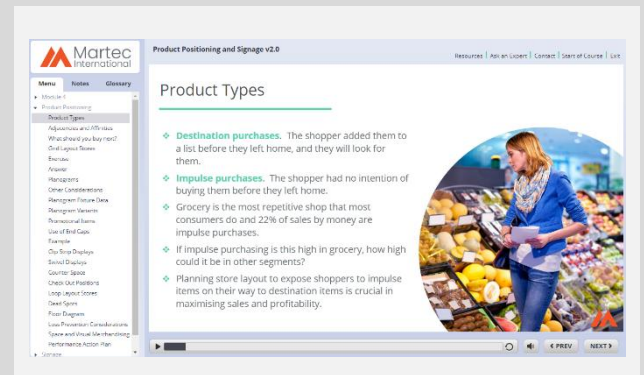 Martec
International
Product Positioning and Signage v2.0
Resources | Ask an Expert | Contact | Start of Course | Exit
Menu Notes Glossary
Product Positioning
Product Types
Adjacencies and Affinities
What should you buy next?
Grid Layout Stores
Exercise
Answer
Planograms
Other Considerations
Planogram Fixture Data
Planogram Variants
Promotional Items
Use of End Caps
Example
Clip Strip Displays
Swivel Displays
Counter Space
Check Out Positions
Loop Layout Stores
Dead Spots
Floor Diagram
Loss Prevention Considerations
Space and Visual Merchandising
Performance Action Plan
Signage
Product Types
Destination purchases. The shopper added them to
a list before they left home, and they will look for
them.
Impulse purchases. The shopper had no intention of
buying them before they left home.
Grocery is the most repetitive shop that most
consumers do and 22% of sales by money are
impulse purchases.
If impulse purchasing is this high in grocery, how high
could it be in other segments?
Planning store layout to expose shoppers to impulse
items on their way to destination items is crucial in
maximising sales and profitability.
PREV
NEXT